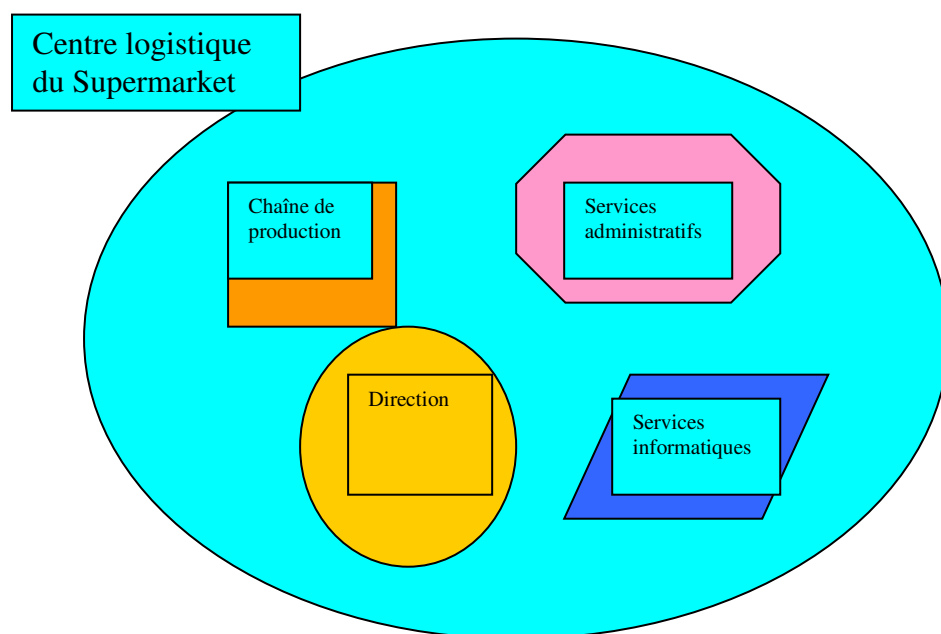 Centre logistique
du Supermarket
Chaîne de
production
Services
administratifs
Direction
Services
informatiques